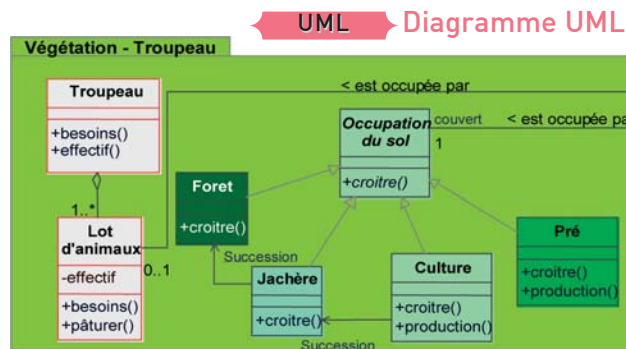 UML Diagramme UML
Végétation - Troupeau
Troupeau
+besoins()
+effectif()
1..*
Lot
d'animaux
-effectif
+besoins()
+pâturer()
0..1
< est occupée par
Occupation
du sol
+croitre()
couvert
1
< est occupée pa
Foret
+croitre()
Succession
Jachère
+croitre()
Succession
Culture
+croitre()
+production()
Pré
+croitre()
+production()